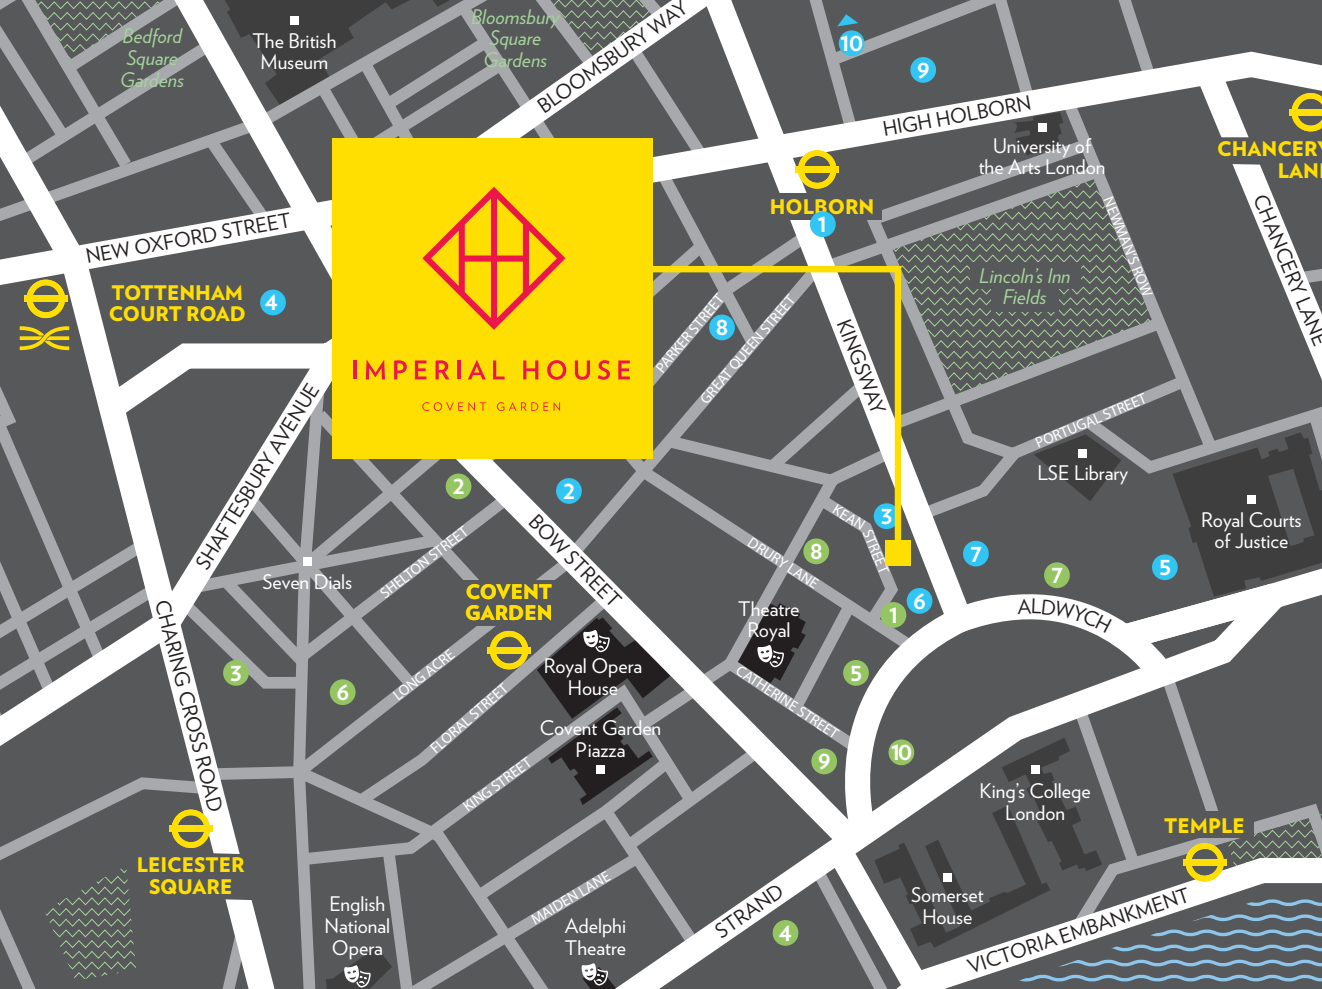 Bedford
Square
Gardens
The British
Museum
Bloomsbury
Square
Gardens
BLOOMSBURY WAY
10
9
HIGH HOLBORN
University of
the Arts London
CHANCERY
LAN
HOLBORN
1
NEWMAN'S ROW
CHANCERY LANE
NEW OXFORD STREET
TOTTENHAM
COURT ROAD
4
Lincoln's Inn
Fields
IMPERIAL HOUSE
COVENT GARDEN
PARKER STREET
8
GREAT QUEEN STREET
KINGSWAY
SHAFTESBURY AVENUE
PORTUGAL STREET
LSE Library
Royal Courts
of Justice
2
2
BOW STREET
KEAN STREET
3
8
DRURY LANE
7
7
5
Seven Dials
SHELTON STREET
COVENT
GARDEN
Theatre
Royal
1
6
ALDWYCH
CHARING CROSS ROAD
3
6
LONG ACRE
FLORAL STREET
Royal Opera
House
CATHERINE STREET
5
Covent Garden
Piazza
KING STREET
9
10
King's College
London
TEMPLE
LEICESTER
SQUARE
English
National
Opera
MAIDEN LANE
Adelphi
Theatre
STRAND
4
Somerset
House
VICTORIA EMBANKMENT